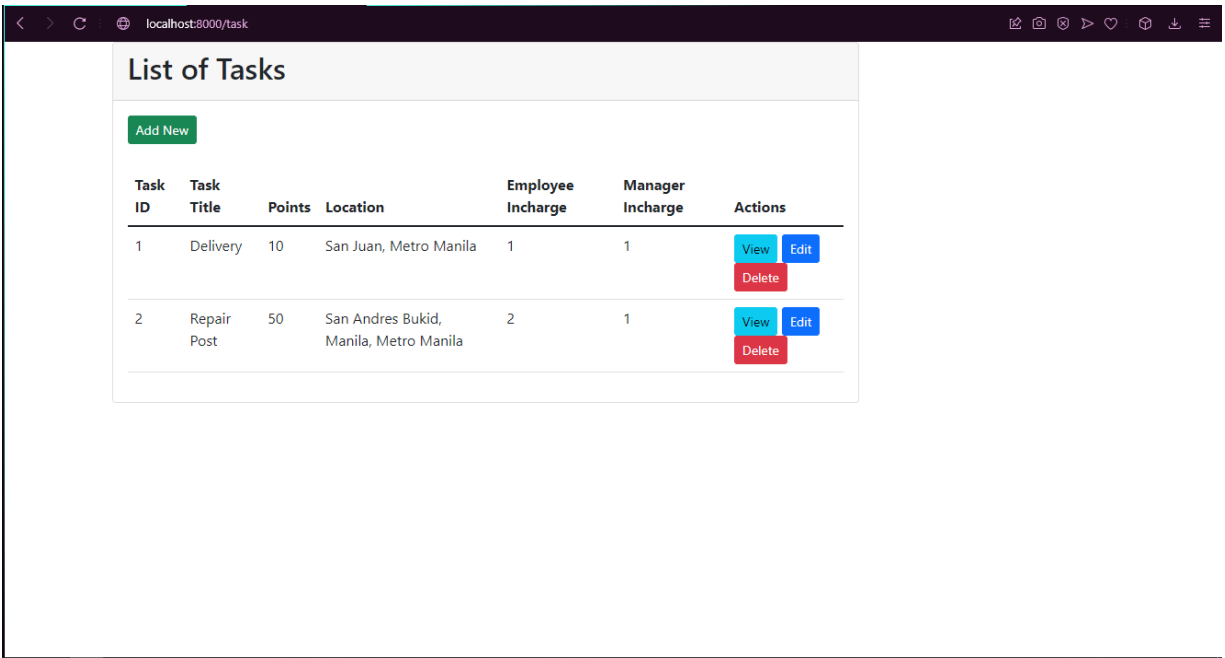 localhost:8000/task
List of Tasks
Add New
Task ID Task Title Points Location Employee Incharge Manager Incharge Actions
1 Delivery 10 San Juan, Metro Manila 1 1 View Edit
Delete
2 Repair Post 50 San Andres Bukid, Manila, Metro Manila 2 1 View Edit
Delete